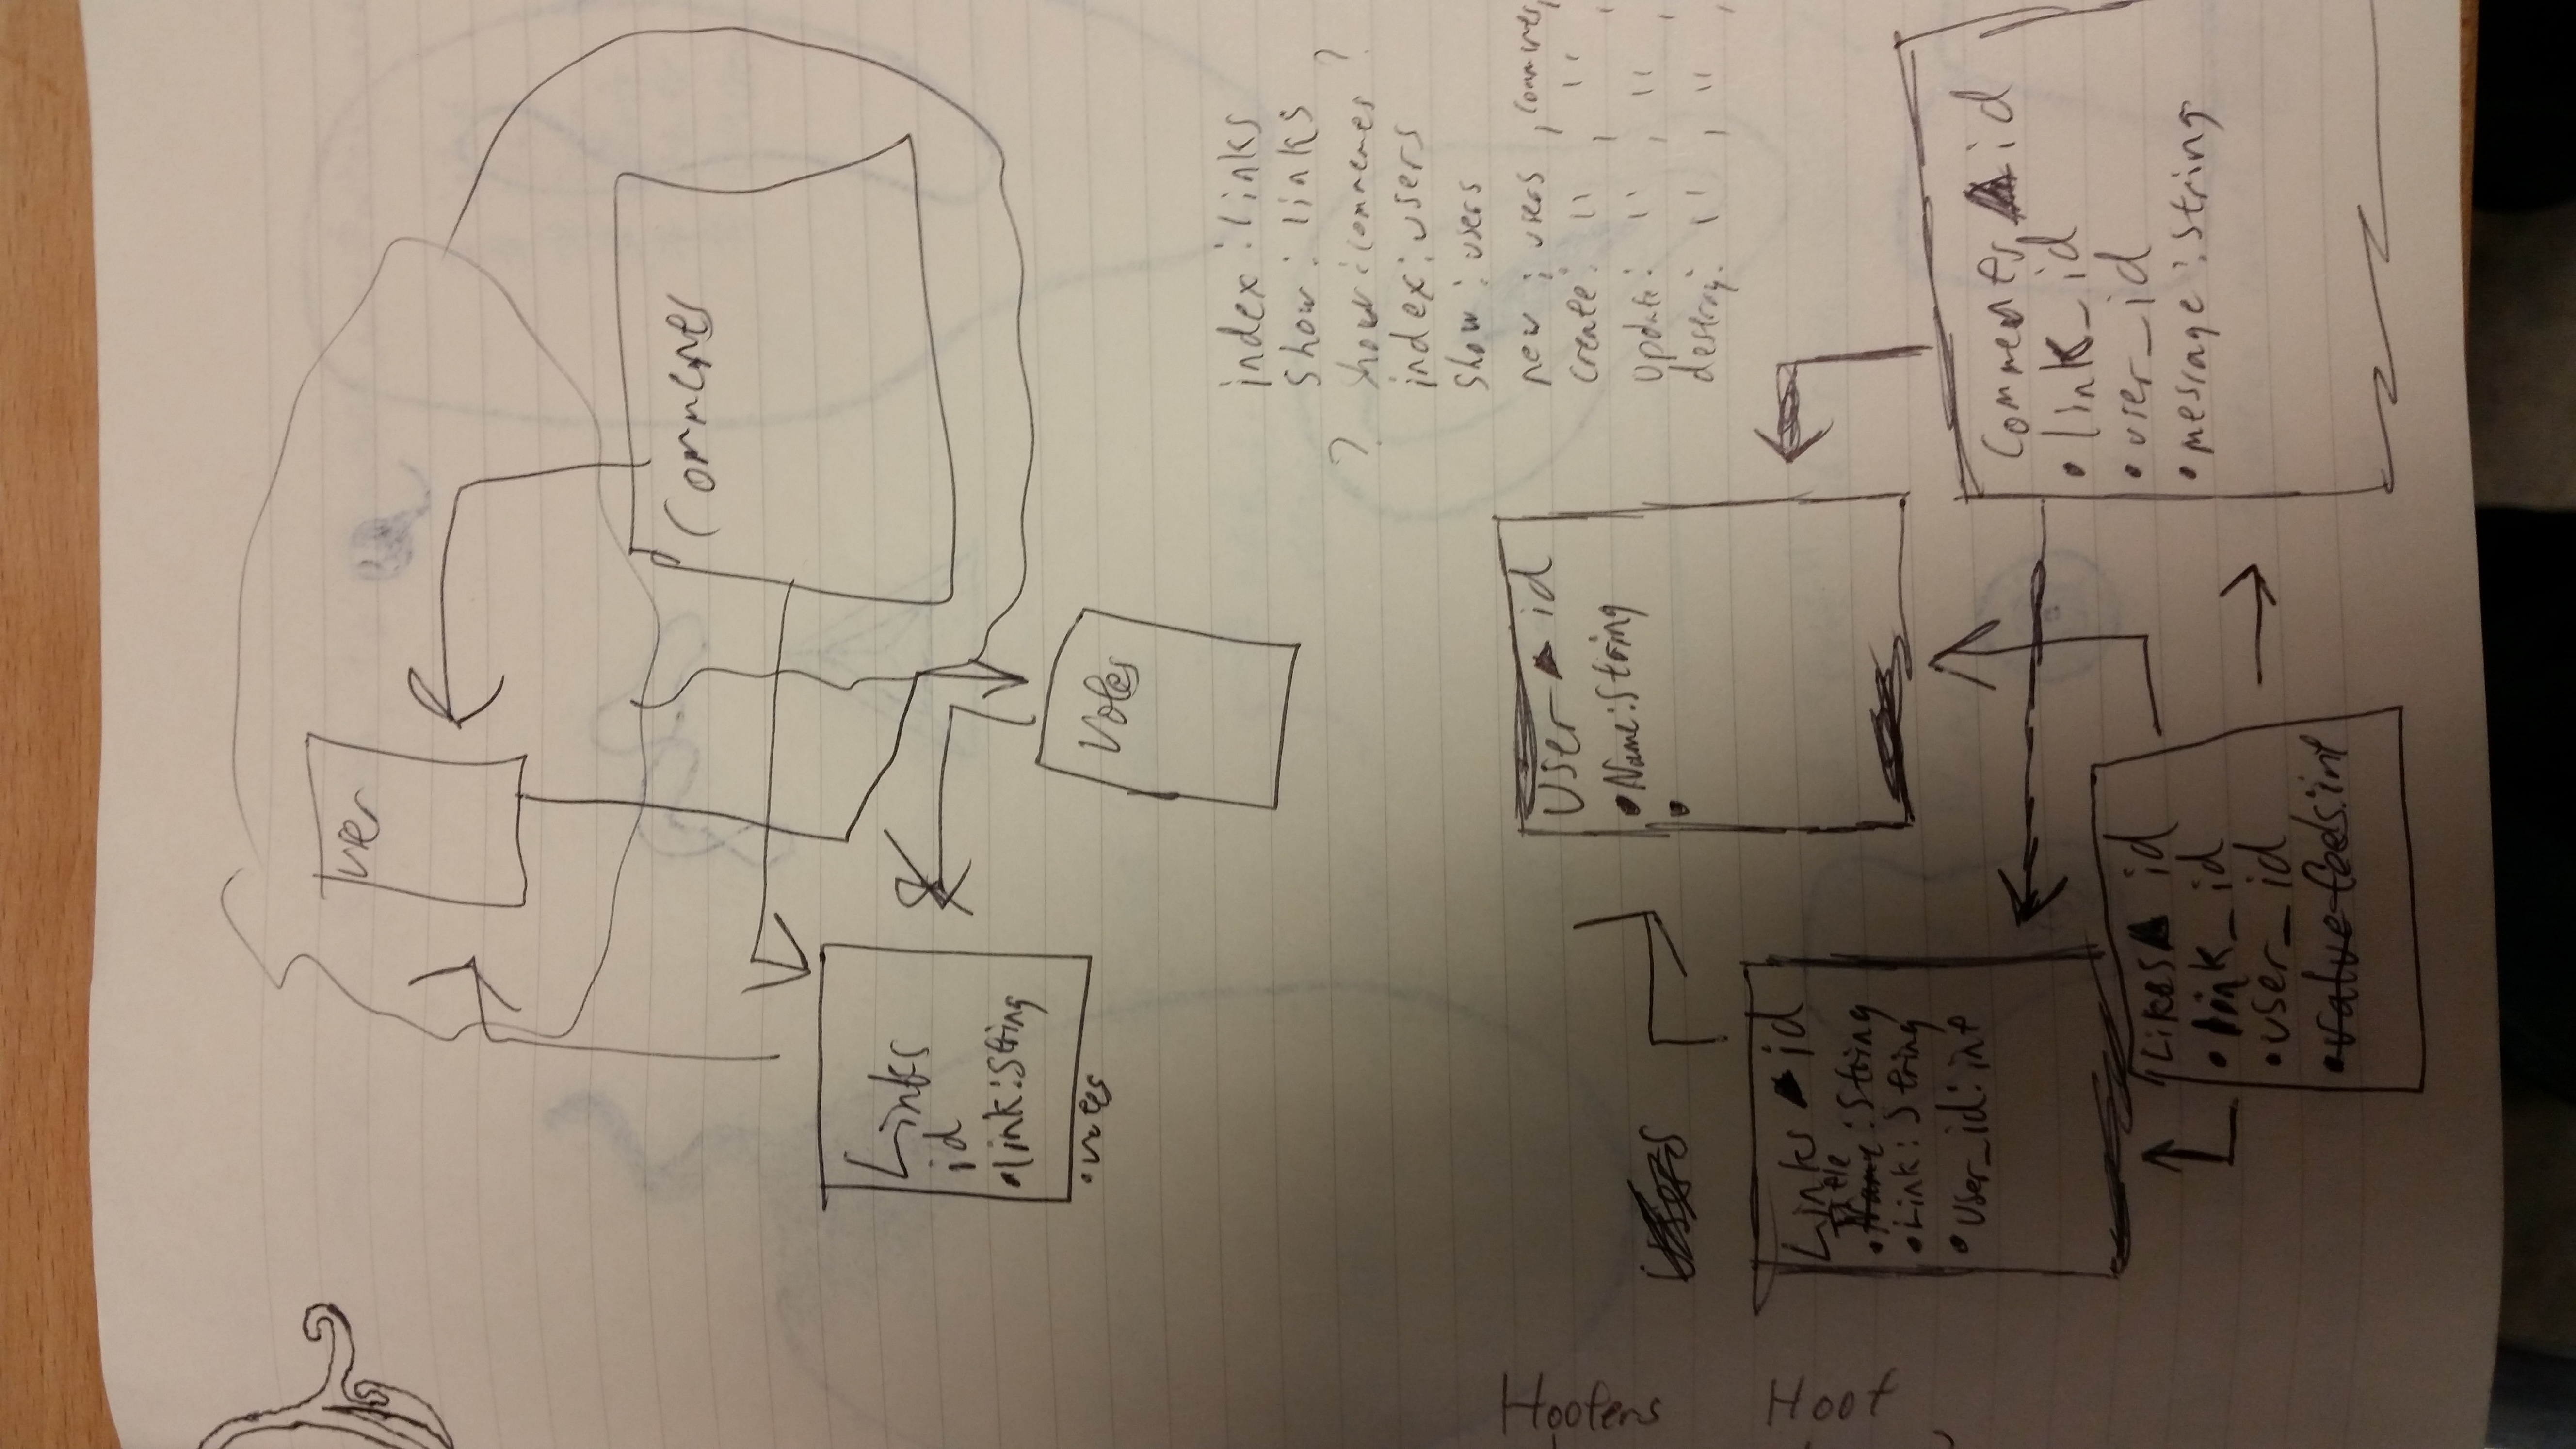 User
Comments
Links
id
•link:String
•votes
Votes
index:links
show:links
? show:comments ?
index:users
show:users
new:users, comments,
create: " , " ,
update: " , " ,
destroy: " , " ,
Hooters
Hoot
Users
User id
•Name:String
•
Links id
Title
•Name:String
•Link:String
•User_id:int
Comments id
•link_id
•user_id
•message:String
Likes id
•link_id
•user_id
•value feels:int